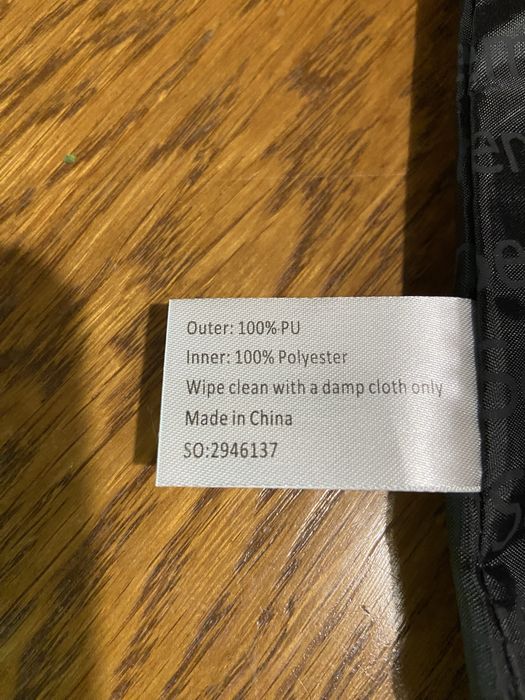 Outer: 100% PU
Inner: 100% Polyester
Wipe clean with a damp cloth only
Made in China
SO:2946137